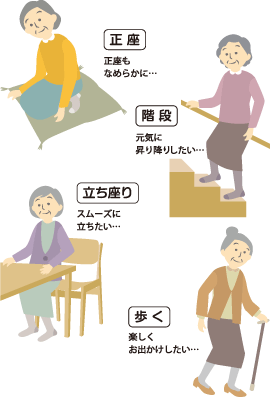 正座
正座も
なめらかに…
階段
元気に
昇り降りしたい…
立ち座り
スムーズに
立ちたい…
歩く
楽しく
お出かけしたい…